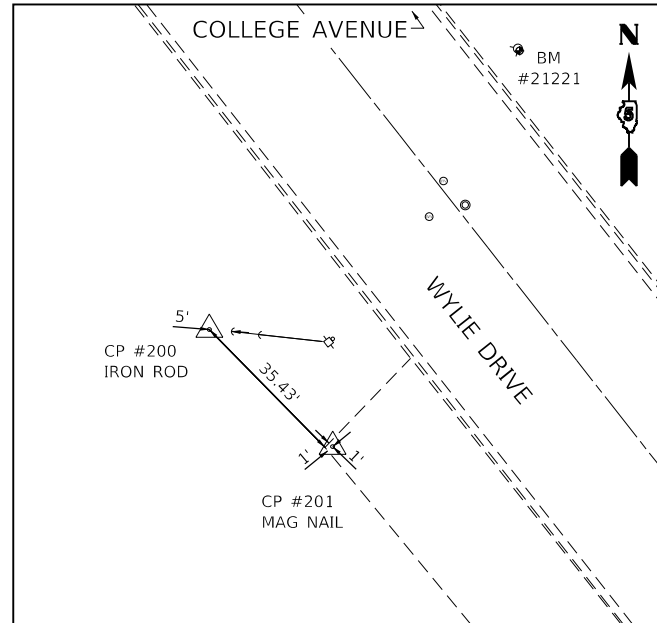 COLLEGE AVENUE
BM
#21221
N
5
WYLIE DRIVE
5'
CP #200
IRON ROD
35.43'
1'
1'
CP #201
MAG NAIL